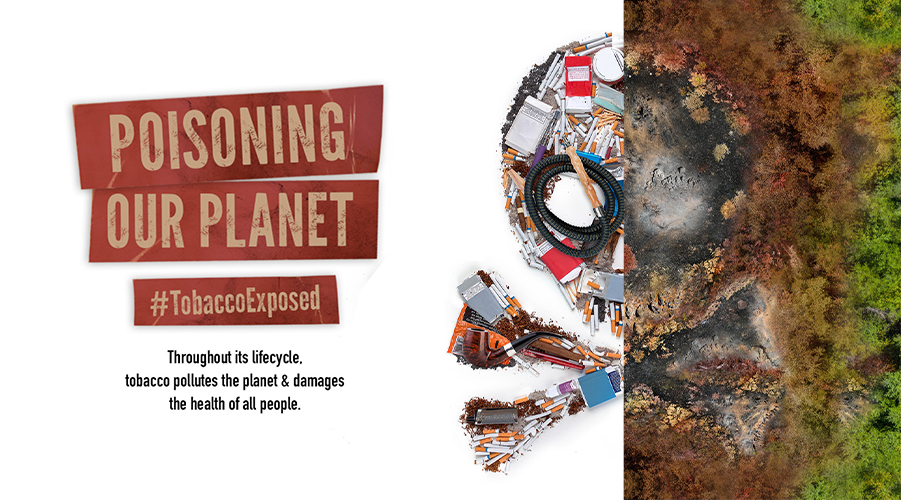 POISONING
OUR PLANET
#TobaccoExposed
Throughout its lifecycle,
tobacco pollutes the planet & damages
the health of all people.